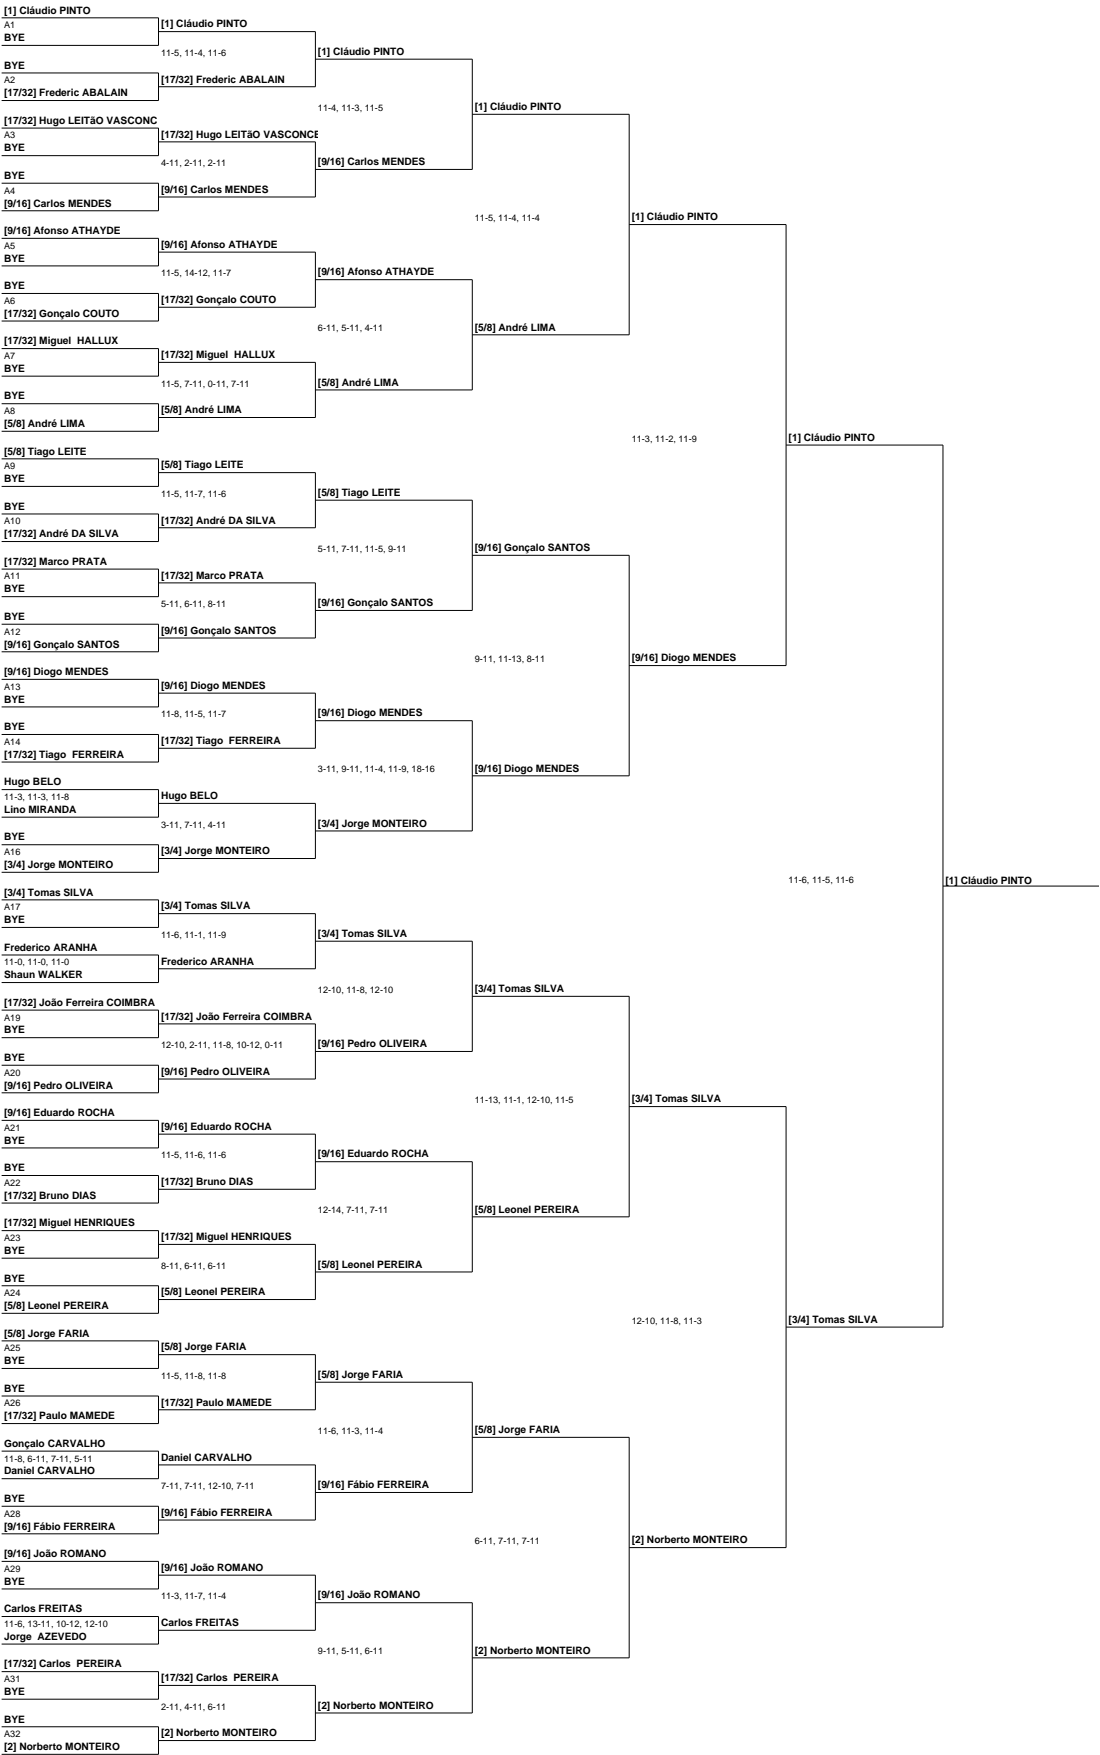 [1] Cláudio PINTO
A1
BYE
[1] Cláudio PINTO
11-5, 11-4, 11-6
[1] Cláudio PINTO
BYE
A2
[17/32] Frederic ABALAIN
[17/32] Frederic ABALAIN
11-4, 11-3, 11-5
[1] Cláudio PINTO
[17/32] Hugo LEITãO VASCONC
A3
BYE
[17/32] Hugo LEITãO VASCONCE
4-11, 2-11, 2-11
[9/16] Carlos MENDES
BYE
A4
[9/16] Carlos MENDES
[9/16] Carlos MENDES
11-5, 11-4, 11-4
[1] Cláudio PINTO
[9/16] Afonso ATHAYDE
A5
BYE
[9/16] Afonso ATHAYDE
11-5, 14-12, 11-7
[9/16] Afonso ATHAYDE
BYE
A6
[17/32] Gonçalo COUTO
[17/32] Gonçalo COUTO
6-11, 5-11, 4-11
[5/8] André LIMA
[17/32] Miguel  HALLUX
A7
BYE
[17/32] Miguel  HALLUX
11-5, 7-11, 0-11, 7-11
[5/8] André LIMA
BYE
A8
[5/8] André LIMA
[5/8] André LIMA
11-3, 11-2, 11-9
[1] Cláudio PINTO
[5/8] Tiago LEITE
A9
BYE
[5/8] Tiago LEITE
11-5, 11-7, 11-6
[5/8] Tiago LEITE
BYE
A10
[17/32] André DA SILVA
[17/32] André DA SILVA
5-11, 7-11, 11-5, 9-11
[9/16] Gonçalo SANTOS
[17/32] Marco PRATA
A11
BYE
[17/32] Marco PRATA
5-11, 6-11, 8-11
[9/16] Gonçalo SANTOS
BYE
A12
[9/16] Gonçalo SANTOS
[9/16] Gonçalo SANTOS
9-11, 11-13, 8-11
[9/16] Diogo MENDES
[9/16] Diogo MENDES
A13
BYE
[9/16] Diogo MENDES
11-8, 11-5, 11-7
[9/16] Diogo MENDES
BYE
A14
[17/32] Tiago  FERREIRA
[17/32] Tiago  FERREIRA
3-11, 9-11, 11-4, 11-9, 18-16
[9/16] Diogo MENDES
Hugo BELO
11-3, 11-3, 11-8
Lino MIRANDA
Hugo BELO
3-11, 7-11, 4-11
[3/4] Jorge MONTEIRO
BYE
A16
[3/4] Jorge MONTEIRO
[3/4] Jorge MONTEIRO
11-6, 11-5, 11-6
[1] Cláudio PINTO
[3/4] Tomas SILVA
A17
BYE
[3/4] Tomas SILVA
11-6, 11-1, 11-9
[3/4] Tomas SILVA
Frederico ARANHA
11-0, 11-0, 11-0
Shaun WALKER
Frederico ARANHA
12-10, 11-8, 12-10
[3/4] Tomas SILVA
[17/32] João Ferreira COIMBRA
A19
BYE
[17/32] João Ferreira COIMBRA
12-10, 2-11, 11-8, 10-12, 0-11
[9/16] Pedro OLIVEIRA
BYE
A20
[9/16] Pedro OLIVEIRA
[9/16] Pedro OLIVEIRA
11-13, 11-1, 12-10, 11-5
[3/4] Tomas SILVA
[9/16] Eduardo ROCHA
A21
BYE
[9/16] Eduardo ROCHA
11-5, 11-6, 11-6
[9/16] Eduardo ROCHA
BYE
A22
[17/32] Bruno DIAS
[17/32] Bruno DIAS
12-14, 7-11, 7-11
[5/8] Leonel PEREIRA
[17/32] Miguel HENRIQUES
A23
BYE
[17/32] Miguel HENRIQUES
8-11, 6-11, 6-11
[5/8] Leonel PEREIRA
BYE
A24
[5/8] Leonel PEREIRA
[5/8] Leonel PEREIRA
12-10, 11-8, 11-3
[3/4] Tomas SILVA
[5/8] Jorge FARIA
A25
BYE
[5/8] Jorge FARIA
11-5, 11-8, 11-8
[5/8] Jorge FARIA
BYE
A26
[17/32] Paulo MAMEDE
[17/32] Paulo MAMEDE
11-6, 11-3, 11-4
[5/8] Jorge FARIA
Gonçalo CARVALHO
11-8, 6-11, 7-11, 5-11
Daniel CARVALHO
Daniel CARVALHO
7-11, 7-11, 12-10, 7-11
[9/16] Fábio FERREIRA
BYE
A28
[9/16] Fábio FERREIRA
[9/16] Fábio FERREIRA
6-11, 7-11, 7-11
[2] Norberto MONTEIRO
[9/16] João ROMANO
A29
BYE
[9/16] João ROMANO
11-3, 11-7, 11-4
[9/16] João ROMANO
Carlos FREITAS
11-6, 13-11, 10-12, 12-10
Jorge  AZEVEDO
Carlos FREITAS
9-11, 5-11, 6-11
[2] Norberto MONTEIRO
[17/32] Carlos  PEREIRA
A31
BYE
[17/32] Carlos  PEREIRA
2-11, 4-11, 6-11
[2] Norberto MONTEIRO
BYE
A32
[2] Norberto MONTEIRO
[2] Norberto MONTEIRO